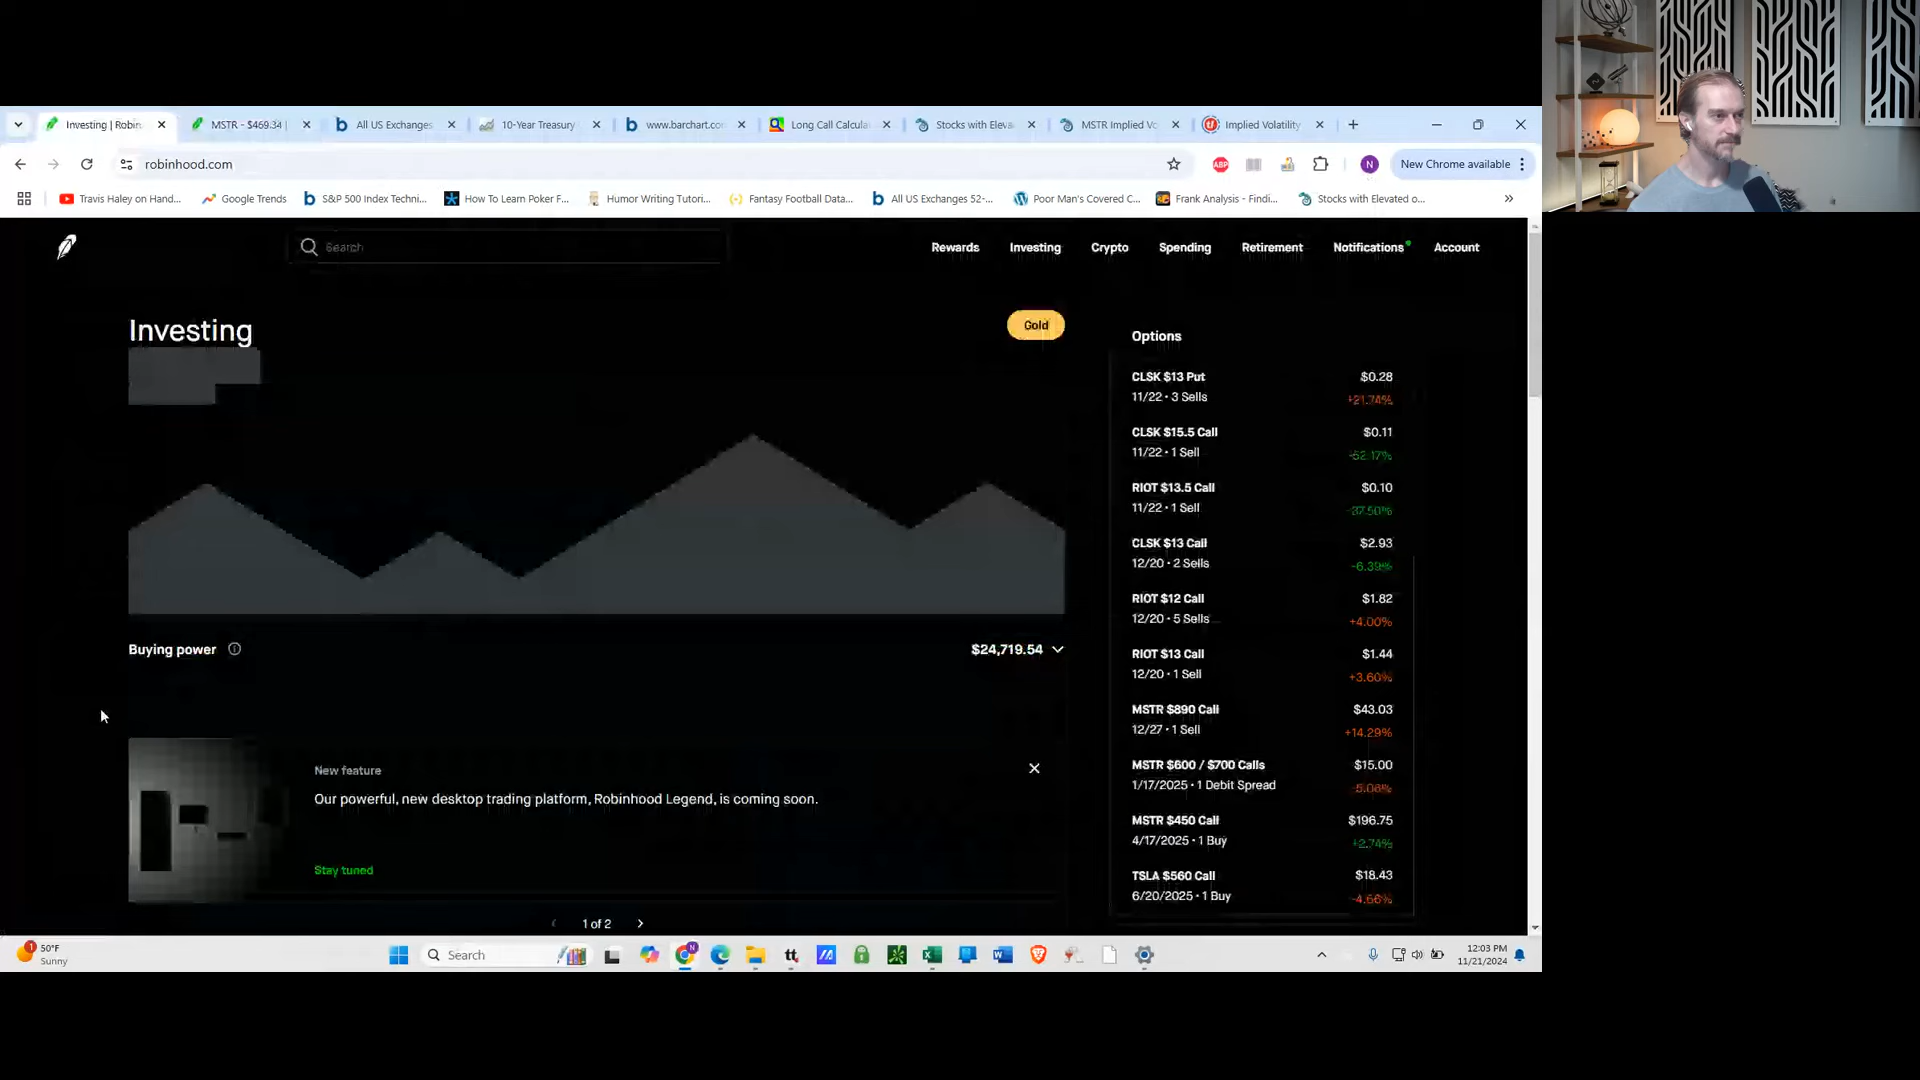 Investing | Robin
MSTR - $469.34 |
All US Exchanges
10-Year Treasury
www.barchart.co
Long Call Calcula
Stocks with Eleva
MSTR Implied Vo
Implied Volatility
robinhood.com
ABP
N
New Chrome available
Travis Haley on Hand...
Google Trends
S&P 500 Index Techni...
How To Learn Poker F...
Humor Writing Tutori...
Fantasy Football Data...
All US Exchanges 52-...
Poor Man's Covered C...
Frank Analysis - Findi...
Stocks with Elevated o...
Search
Rewards
Investing
Crypto
Spending
Retirement
Notifications
Account
Investing
Gold
Buying power
$24,719.54
New feature
Our powerful, new desktop trading platform, Robinhood Legend, is coming soon.
Stay tuned
1 of 2
Options
CLSK $13 Put $0.28
11/22 • 3 Sells +21.74%
CLSK $15.5 Call $0.11
11/22 • 1 Sell -52.17%
RIOT $13.5 Call $0.10
11/22 • 1 Sell -37.50%
CLSK $13 Call $2.93
12/20 • 2 Sells -6.39%
RIOT $12 Call $1.82
12/20 • 5 Sells +4.00%
RIOT $13 Call $1.44
12/20 • 1 Sell +3.60%
MSTR $890 Call $43.03
12/27 • 1 Sell +14.29%
MSTR $600 / $700 Calls $15.00
1/17/2025 • 1 Debit Spread -5.06%
MSTR $450 Call $196.75
4/17/2025 • 1 Buy +2.74%
TSLA $560 Call $18.43
6/20/2025 • 1 Buy -4.66%
1
50°F
Sunny
Search
tt
12:03 PM
11/21/2024